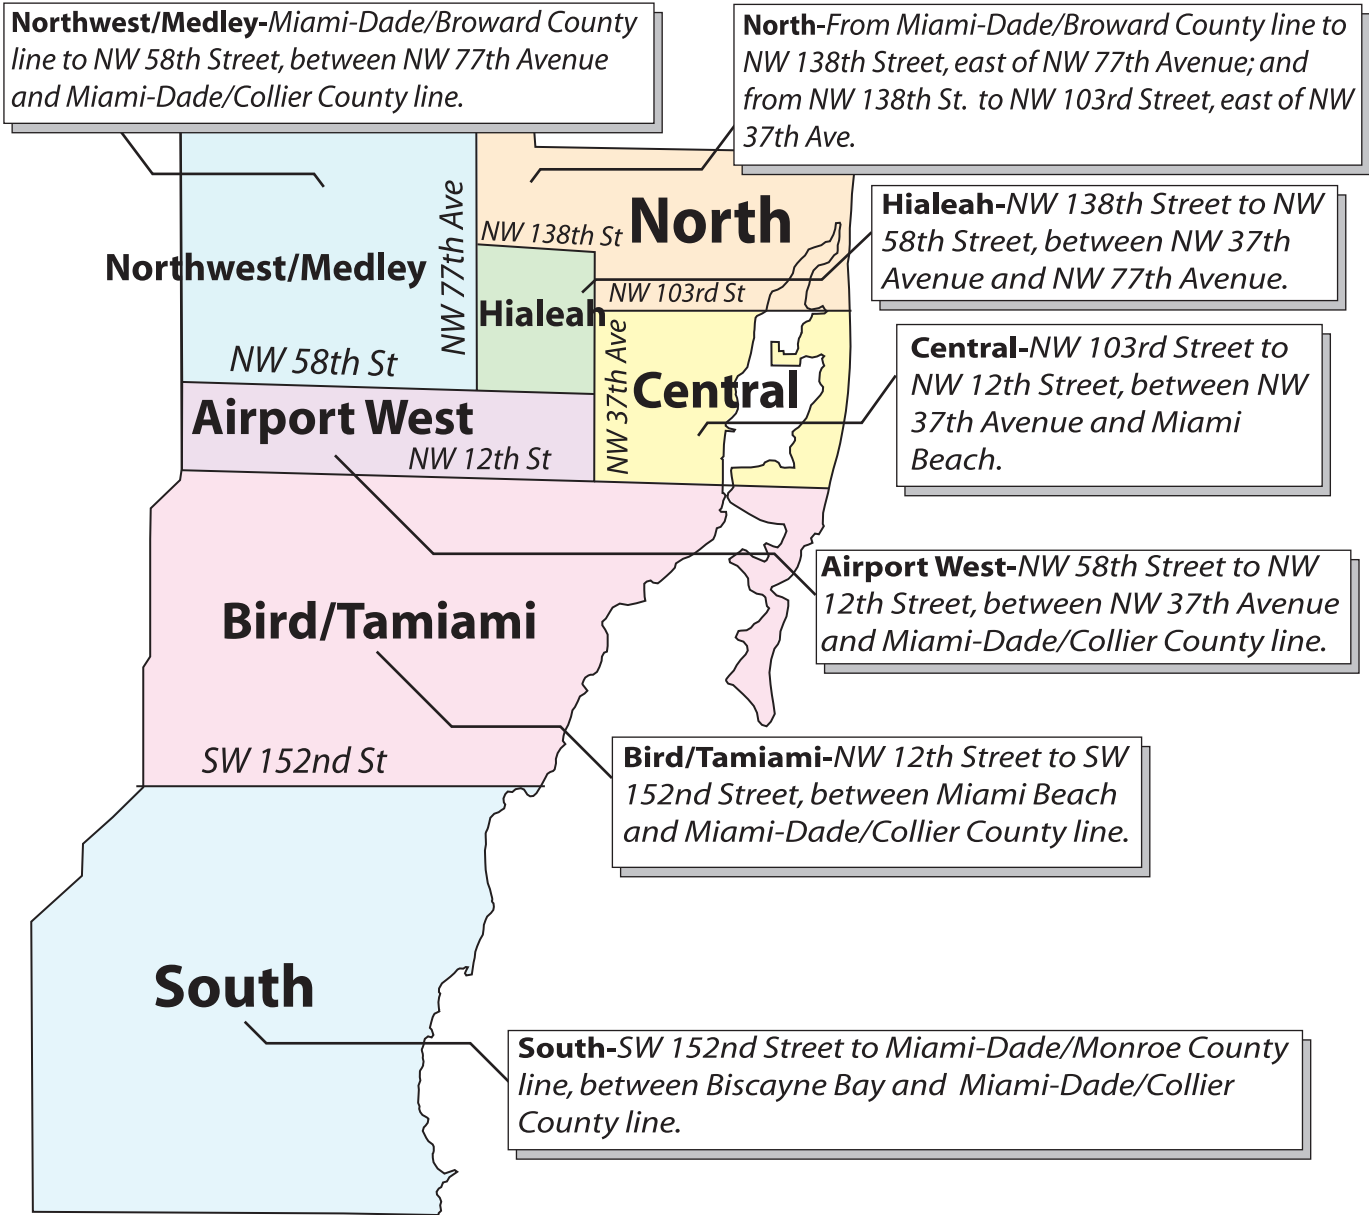 Northwest/Medley-Miami-Dade/Broward County
line to NW 58th Street, between NW 77th Avenue
and Miami-Dade/Collier County line.
North-From Miami-Dade/Broward County line to
NW 138th Street, east of NW 77th Avenue; and
from NW 138th St. to NW 103rd Street, east of NW
37th Ave.
Hialeah-NW 138th Street to NW
58th Street, between NW 37th
Avenue and NW 77th Avenue.
Central-NW 103rd Street to
NW 12th Street, between NW
37th Avenue and Miami
Beach.
Airport West-NW 58th Street to NW
12th Street, between NW 37th Avenue
and Miami-Dade/Collier County line.
Bird/Tamiami-NW 12th Street to SW
152nd Street, between Miami Beach
and Miami-Dade/Collier County line.
South-SW 152nd Street to Miami-Dade/Monroe County
line, between Biscayne Bay and Miami-Dade/Collier
County line.
Northwest/Medley
NW 77th Ave
NW 58th St
NW 138th St
North
Hialeah
NW 103rd St
NW 37th Ave
Central
Airport West
NW 12th St
Bird/Tamiami
SW 152nd St
South